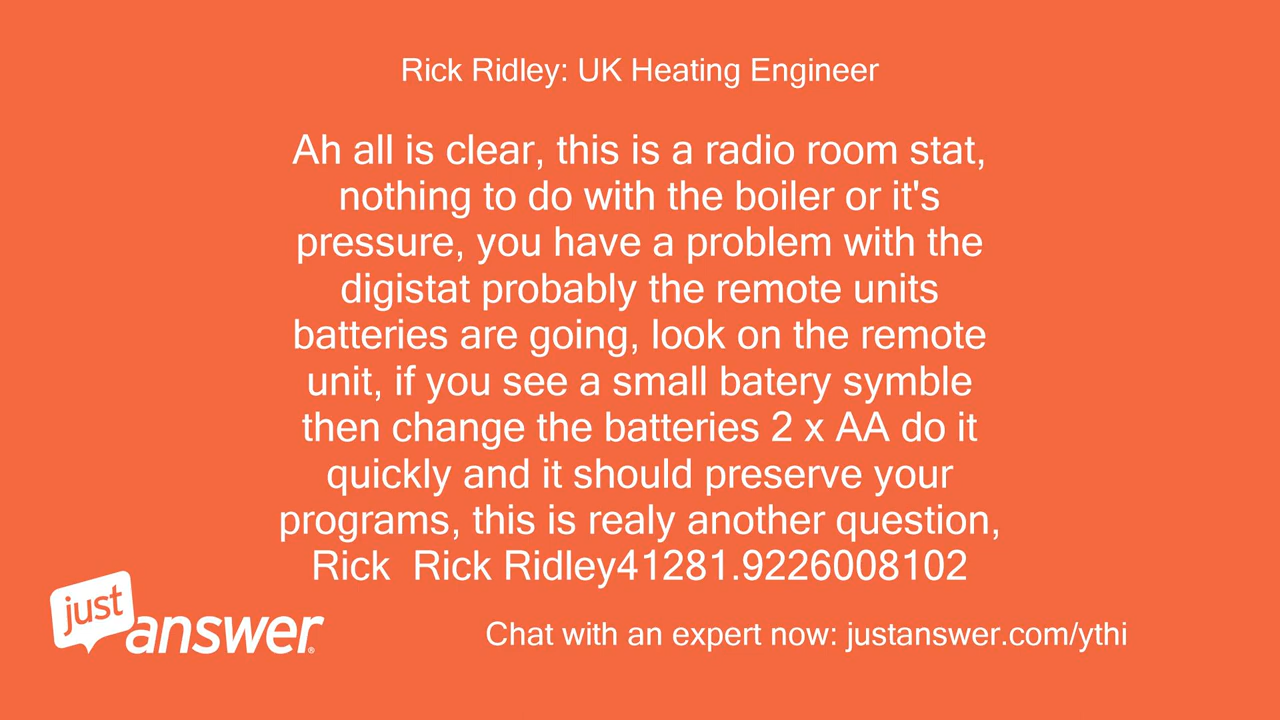 Rick Ridley: UK Heating Engineer
Ah all is clear, this is a radio room stat,
nothing to do with the boiler or it's
pressure, you have a problem with the
digistat probably the remote units
batteries are going, look on the remote
unit, if you see a small batery symble
then change the batteries 2 x AA do it
quickly and it should preserve your
programs, this is realy another question,
Rick  Rick Ridley41281.9226008102
just
answer®
Chat with an expert now: justanswer.com/ythi